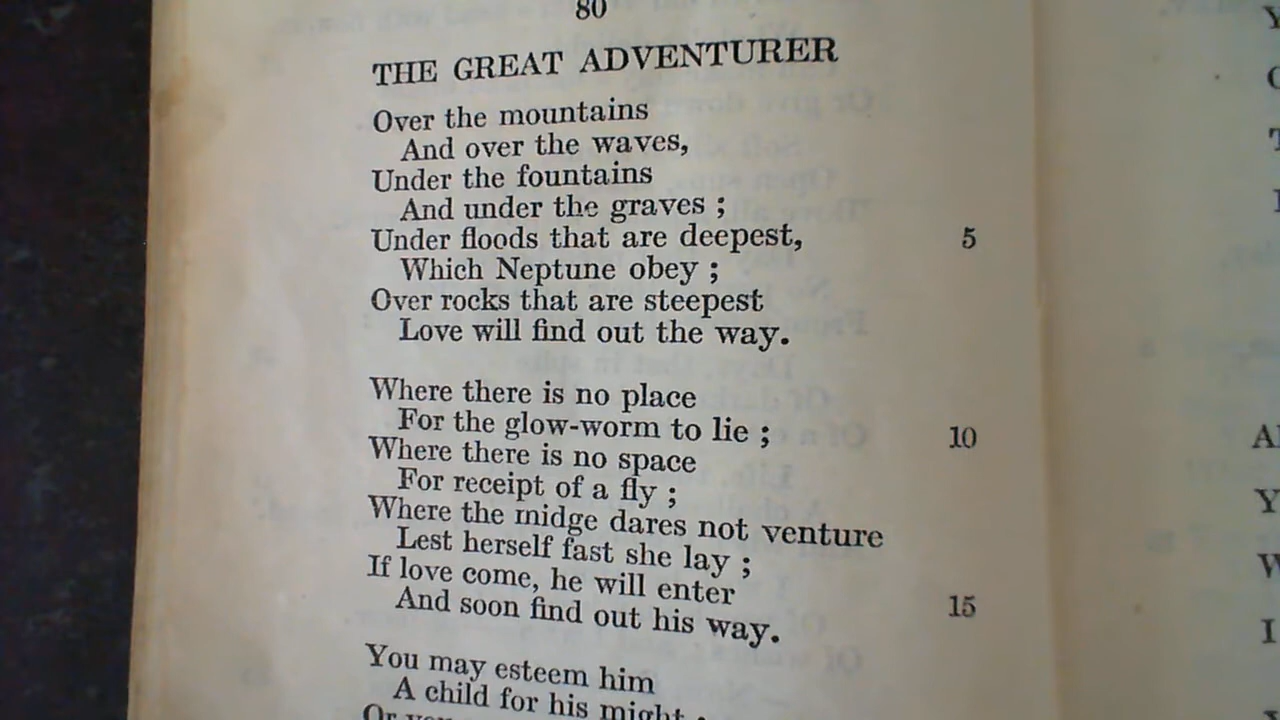 80
THE GREAT ADVENTURER
Over the mountains
And over the waves,
Under the fountains
And under the graves ;
Under floods that are deepest, 5
Which Neptune obey ;
Over rocks that are steepest
Love will find out the way.
Where there is no place
For the glow-worm to lie ; 10
Where there is no space
For receipt of a fly ;
Where the midge dares not venture
Lest herself fast she lay ;
If love come, he will enter 15
And soon find out his way.
You may esteem him
A child for his might ;
Or